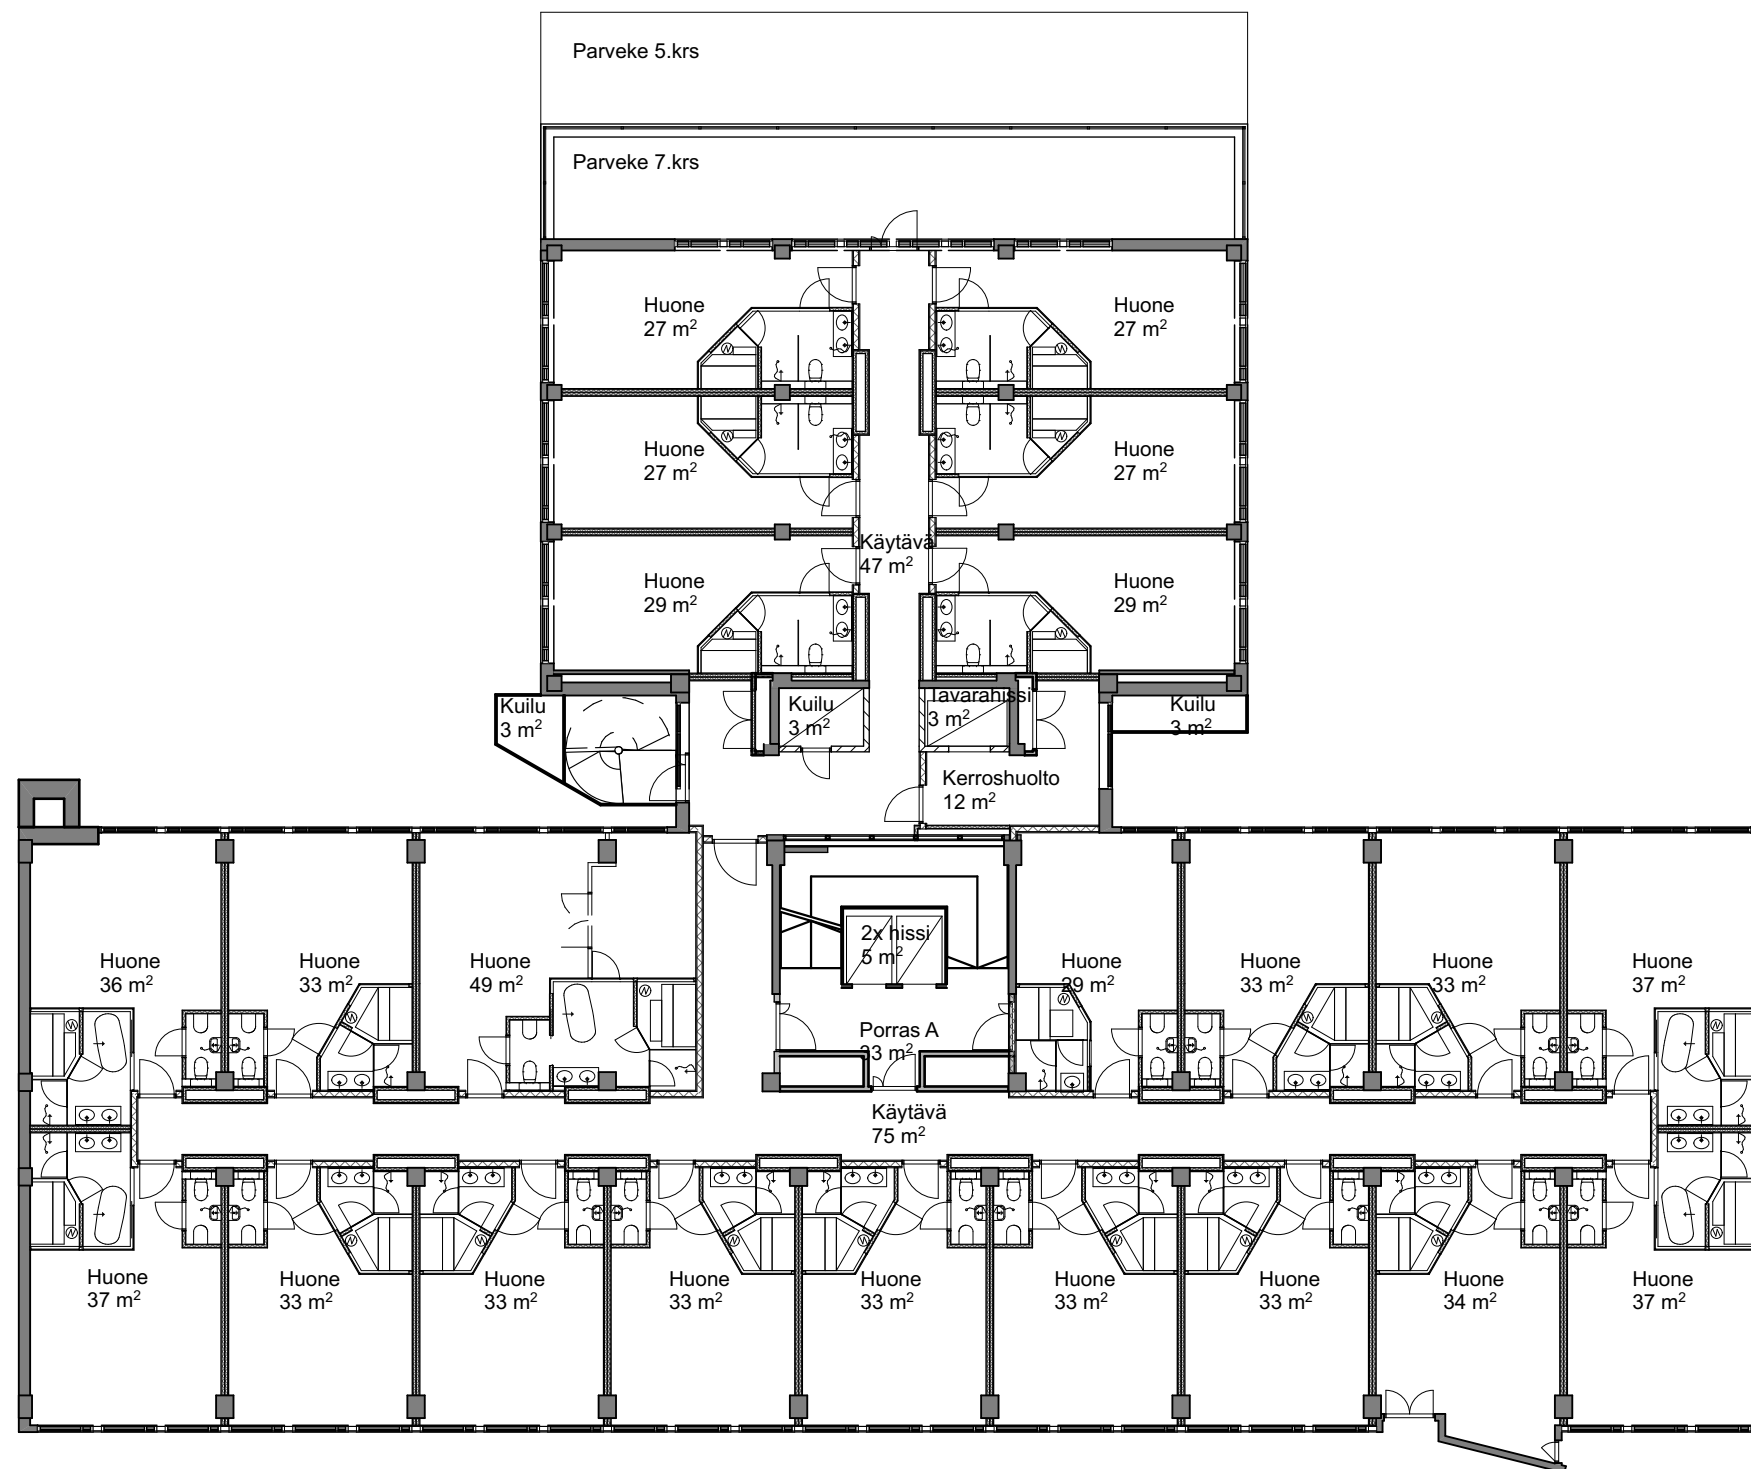 Parveke 5.krs
Parveke 7.krs
Huone
27 m²
Huone
27 m²
Huone
27 m²
Huone
27 m²
Käytävä
47 m²
Huone
29 m²
Huone
29 m²
Kuilu
3 m²
Kuilu
3 m²
Tavarahissi
3 m²
Kuilu
3 m²
Kerroshuolto
12 m²
2x hissi
5 m²
Huone
36 m²
Huone
33 m²
Huone
49 m²
Huone
29 m²
Huone
33 m²
Huone
33 m²
Huone
37 m²
Porras A
23 m²
Käytävä
75 m²
Huone
37 m²
Huone
33 m²
Huone
33 m²
Huone
33 m²
Huone
33 m²
Huone
33 m²
Huone
33 m²
Huone
34 m²
Huone
37 m²